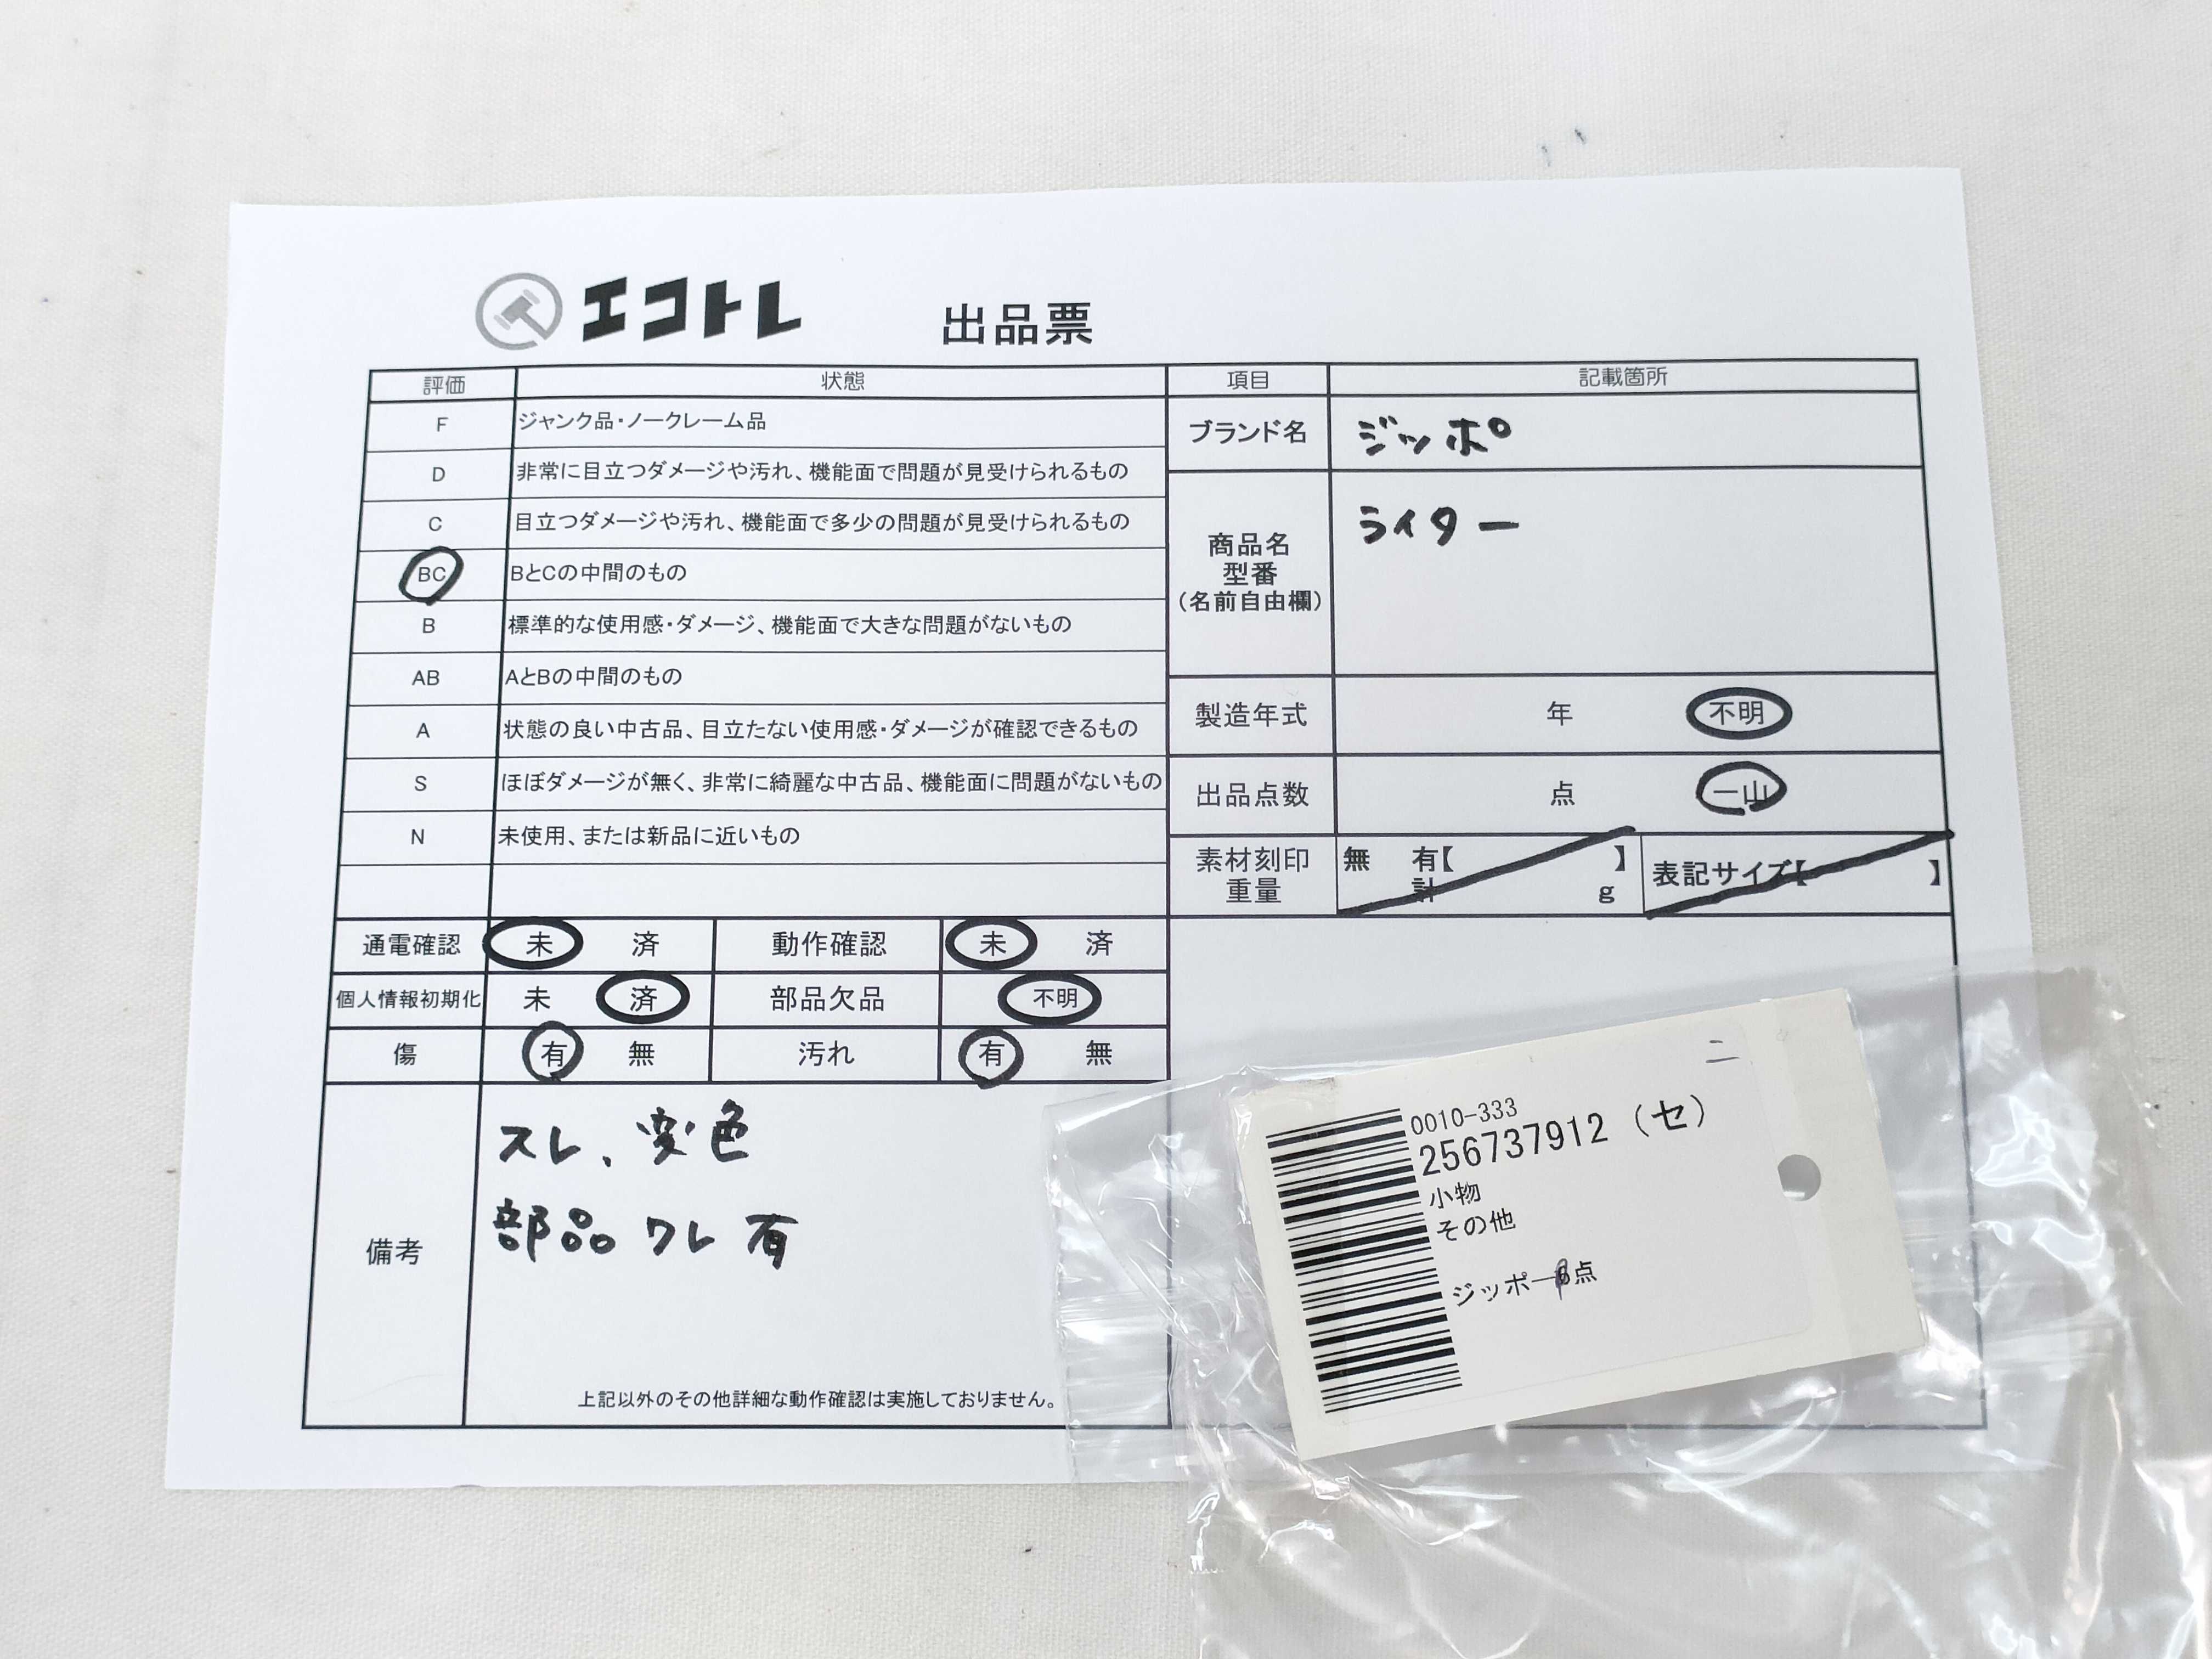 エコトレ 出品票
評価 状態
F ジャンク品・ノークレーム品
D 非常に目立つダメージや汚れ、機能面で問題が見受けられるもの
C 目立つダメージや汚れ、機能面で多少の問題が見受けられるもの
BC BとCの中間のもの
B 標準的な使用感・ダメージ、機能面で大きな問題がないもの
AB AとBの中間のもの
A 状態の良い中古品、目立たない使用感・ダメージが確認できるもの
S ほぼダメージが無く、非常に綺麗な中古品、機能面に問題がないもの
N 未使用、または新品に近いもの
通電確認 未 済 動作確認 未 済
個人情報初期化 未 済 部品欠品 不明
傷 有 無 汚れ 有 無
備考
スレ、変色
部品ワレ有
上記以外のその他詳細な動作確認は実施しておりません。
項目 記載箇所
ブランド名 ジッポ
商品名
型番
(名前自由欄)
ライター
製造年式 年 不明
出品点数 点 一山
素材刻印
重量
無 有【 】
計 g
表記サイズ【 】
ニ
0010-333
256737912 (セ)
小物
その他
ジッポー 点